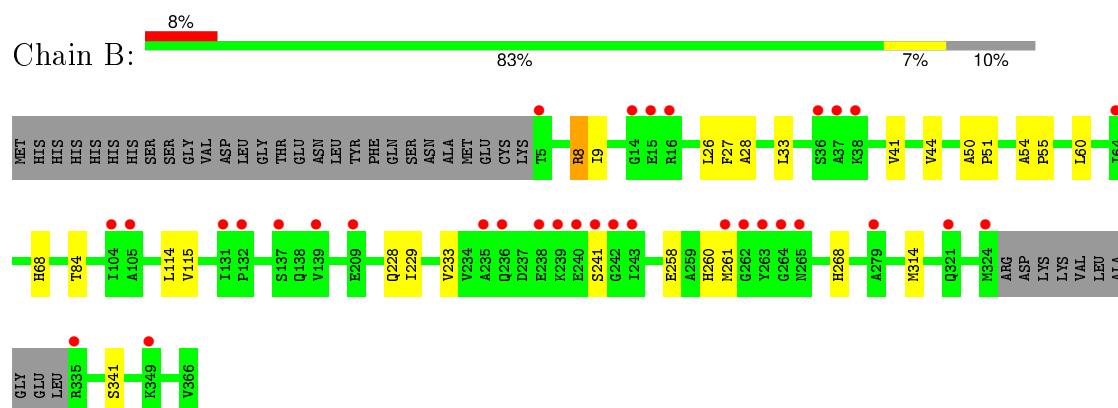 8%
Chain B:
83% 7% 10%
MET HIS HIS HIS HIS HIS HIS SER SER GLY VAL ASP LEU GLY THR GLU ASN LEU TYR PHE GLN SER ASN ALA MET GLU CYS LYS T5 R8 I9 G14 E15 R16 L26 F27 A28 L33 S36 A37 K38 V41 V44 A50 P51 A54 P55 L60 I64
H68 T84 I104 A105 L114 V115 I131 P132 S137 Q138 V139 E209 Q228 I229 V233 V234 A235 Q236 D237 E238 K239 E240 S241 G242 I243 E258 A259 H260 M261 G262 Y263 G264 N265 H268 A279 M314 Q321 M324 ARG ASP LYS LYS VAL LEU ALA
GLY GLU LEU R335 S341 K349 V366